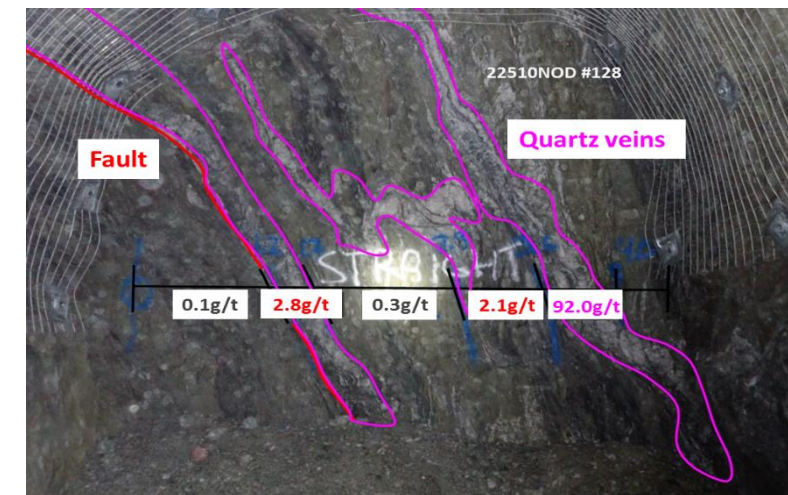 22510NOD #128
Quartz veins
Fault
STRAIGHT
0.1g/t
2.8g/t
0.3g/t
2.1g/t
92.0g/t